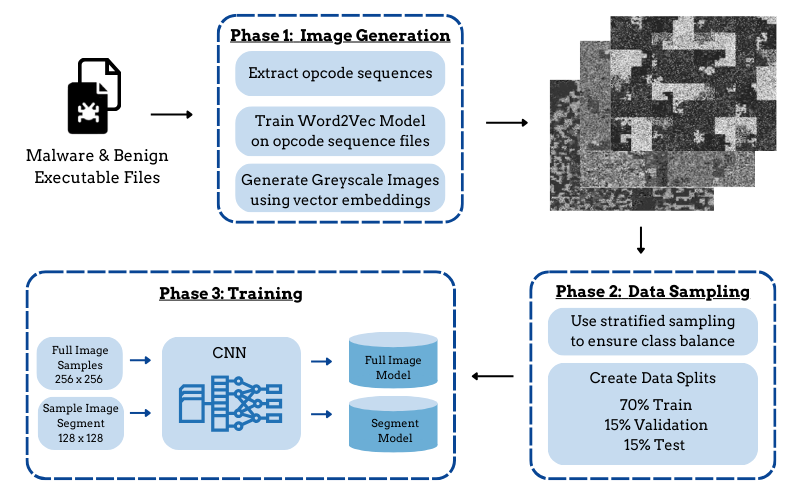 Malware & Benign
Executable Files
Phase 1:  Image Generation
Extract opcode sequences
Train Word2Vec Model
on opcode sequence files
Generate Greyscale Images
using vector embeddings
Phase 2:  Data Sampling
Use stratified sampling
to ensure class balance
Create Data Splits
70% Train
15% Validation
15% Test
Phase 3: Training
Full Image
Samples
256 x 256
Sample Image
Segment
128 x 128
CNN
Full Image
Model
Segment
Model